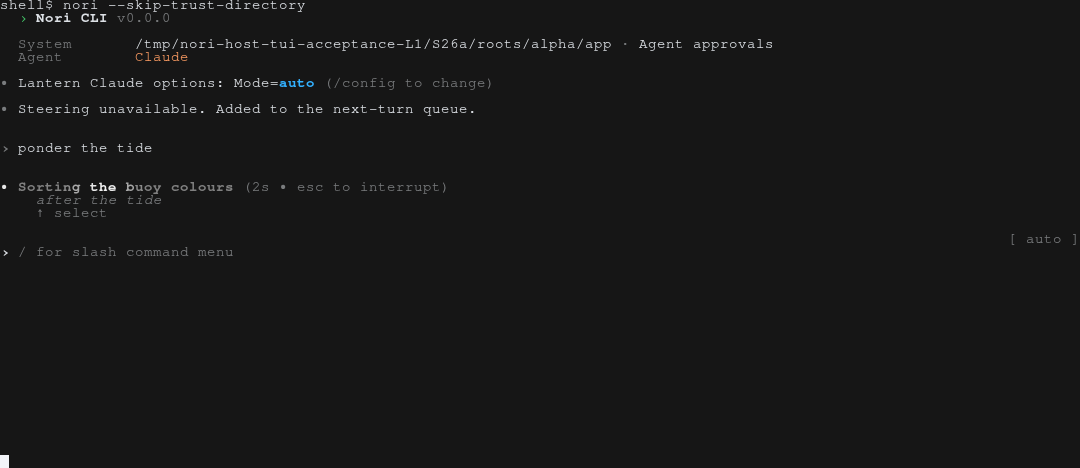 shell$ nori --skip-trust-directory
› Nori CLI v0.0.0
System /tmp/nori-host-tui-acceptance-L1/S26a/roots/alpha/app · Agent approvals
Agent Claude
• Lantern Claude options: Mode=auto (/config to change)
• Steering unavailable. Added to the next-turn queue.
› ponder the tide
• Sorting the buoy colours (2s • esc to interrupt)
after the tide
↑ select
[ auto ]
› / for slash command menu